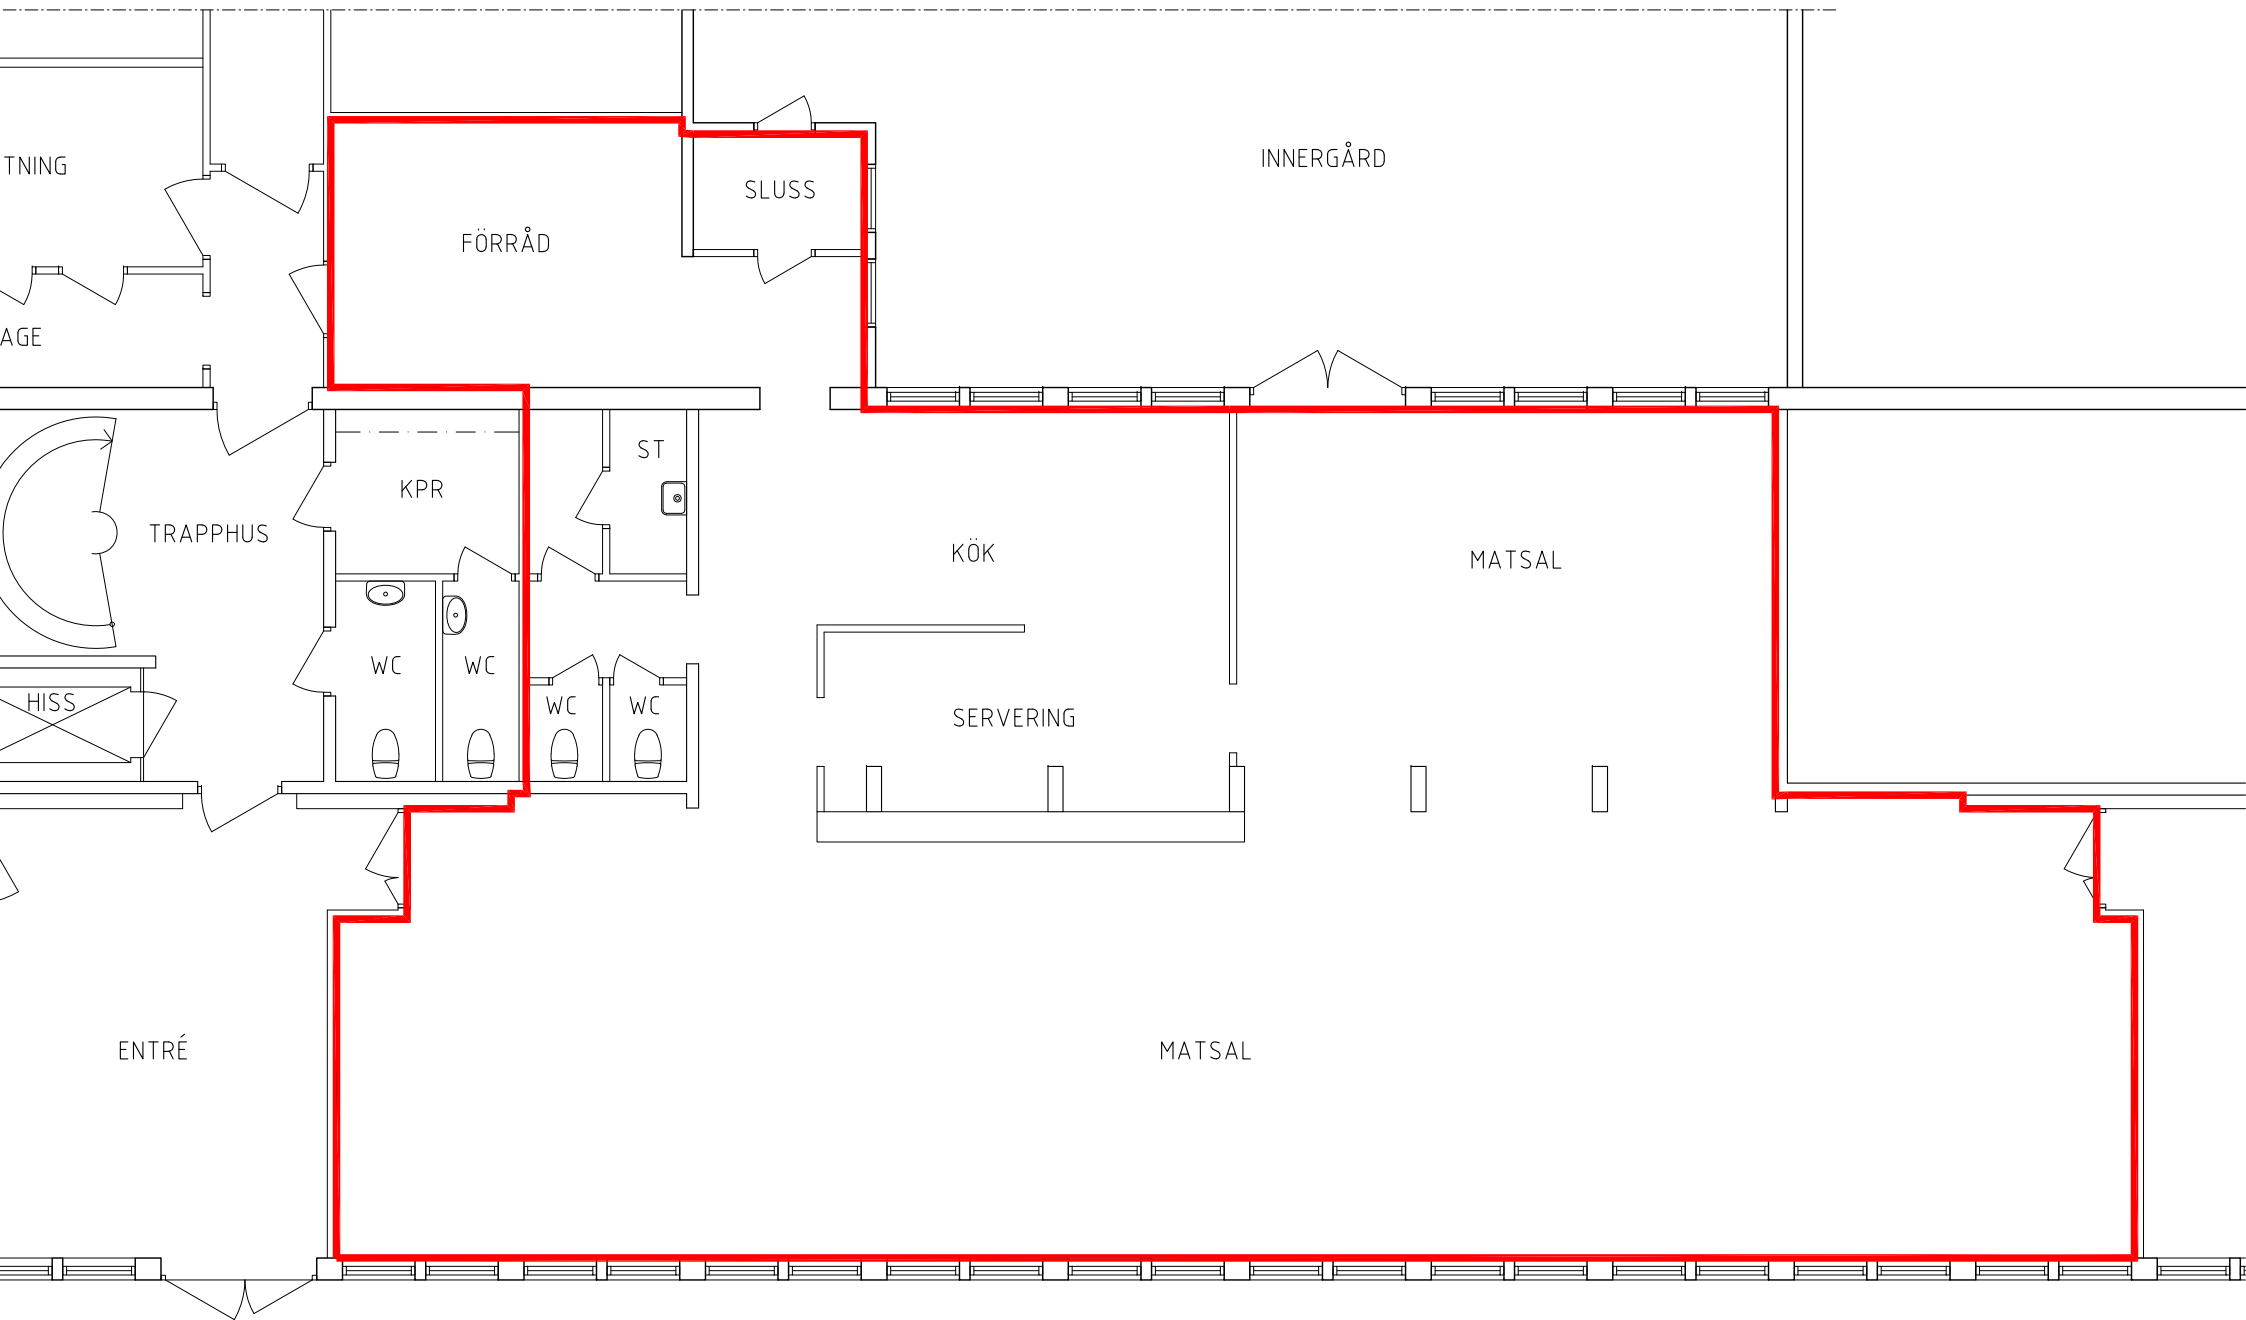 TNING
INNERGÅRD
SLUSS
FÖRRÅD
AGE
ST
KPR
TRAPPHUS
KÖK
MATSAL
WC
WC
HISS
WC
WC
SERVERING
ENTRÉ
MATSAL